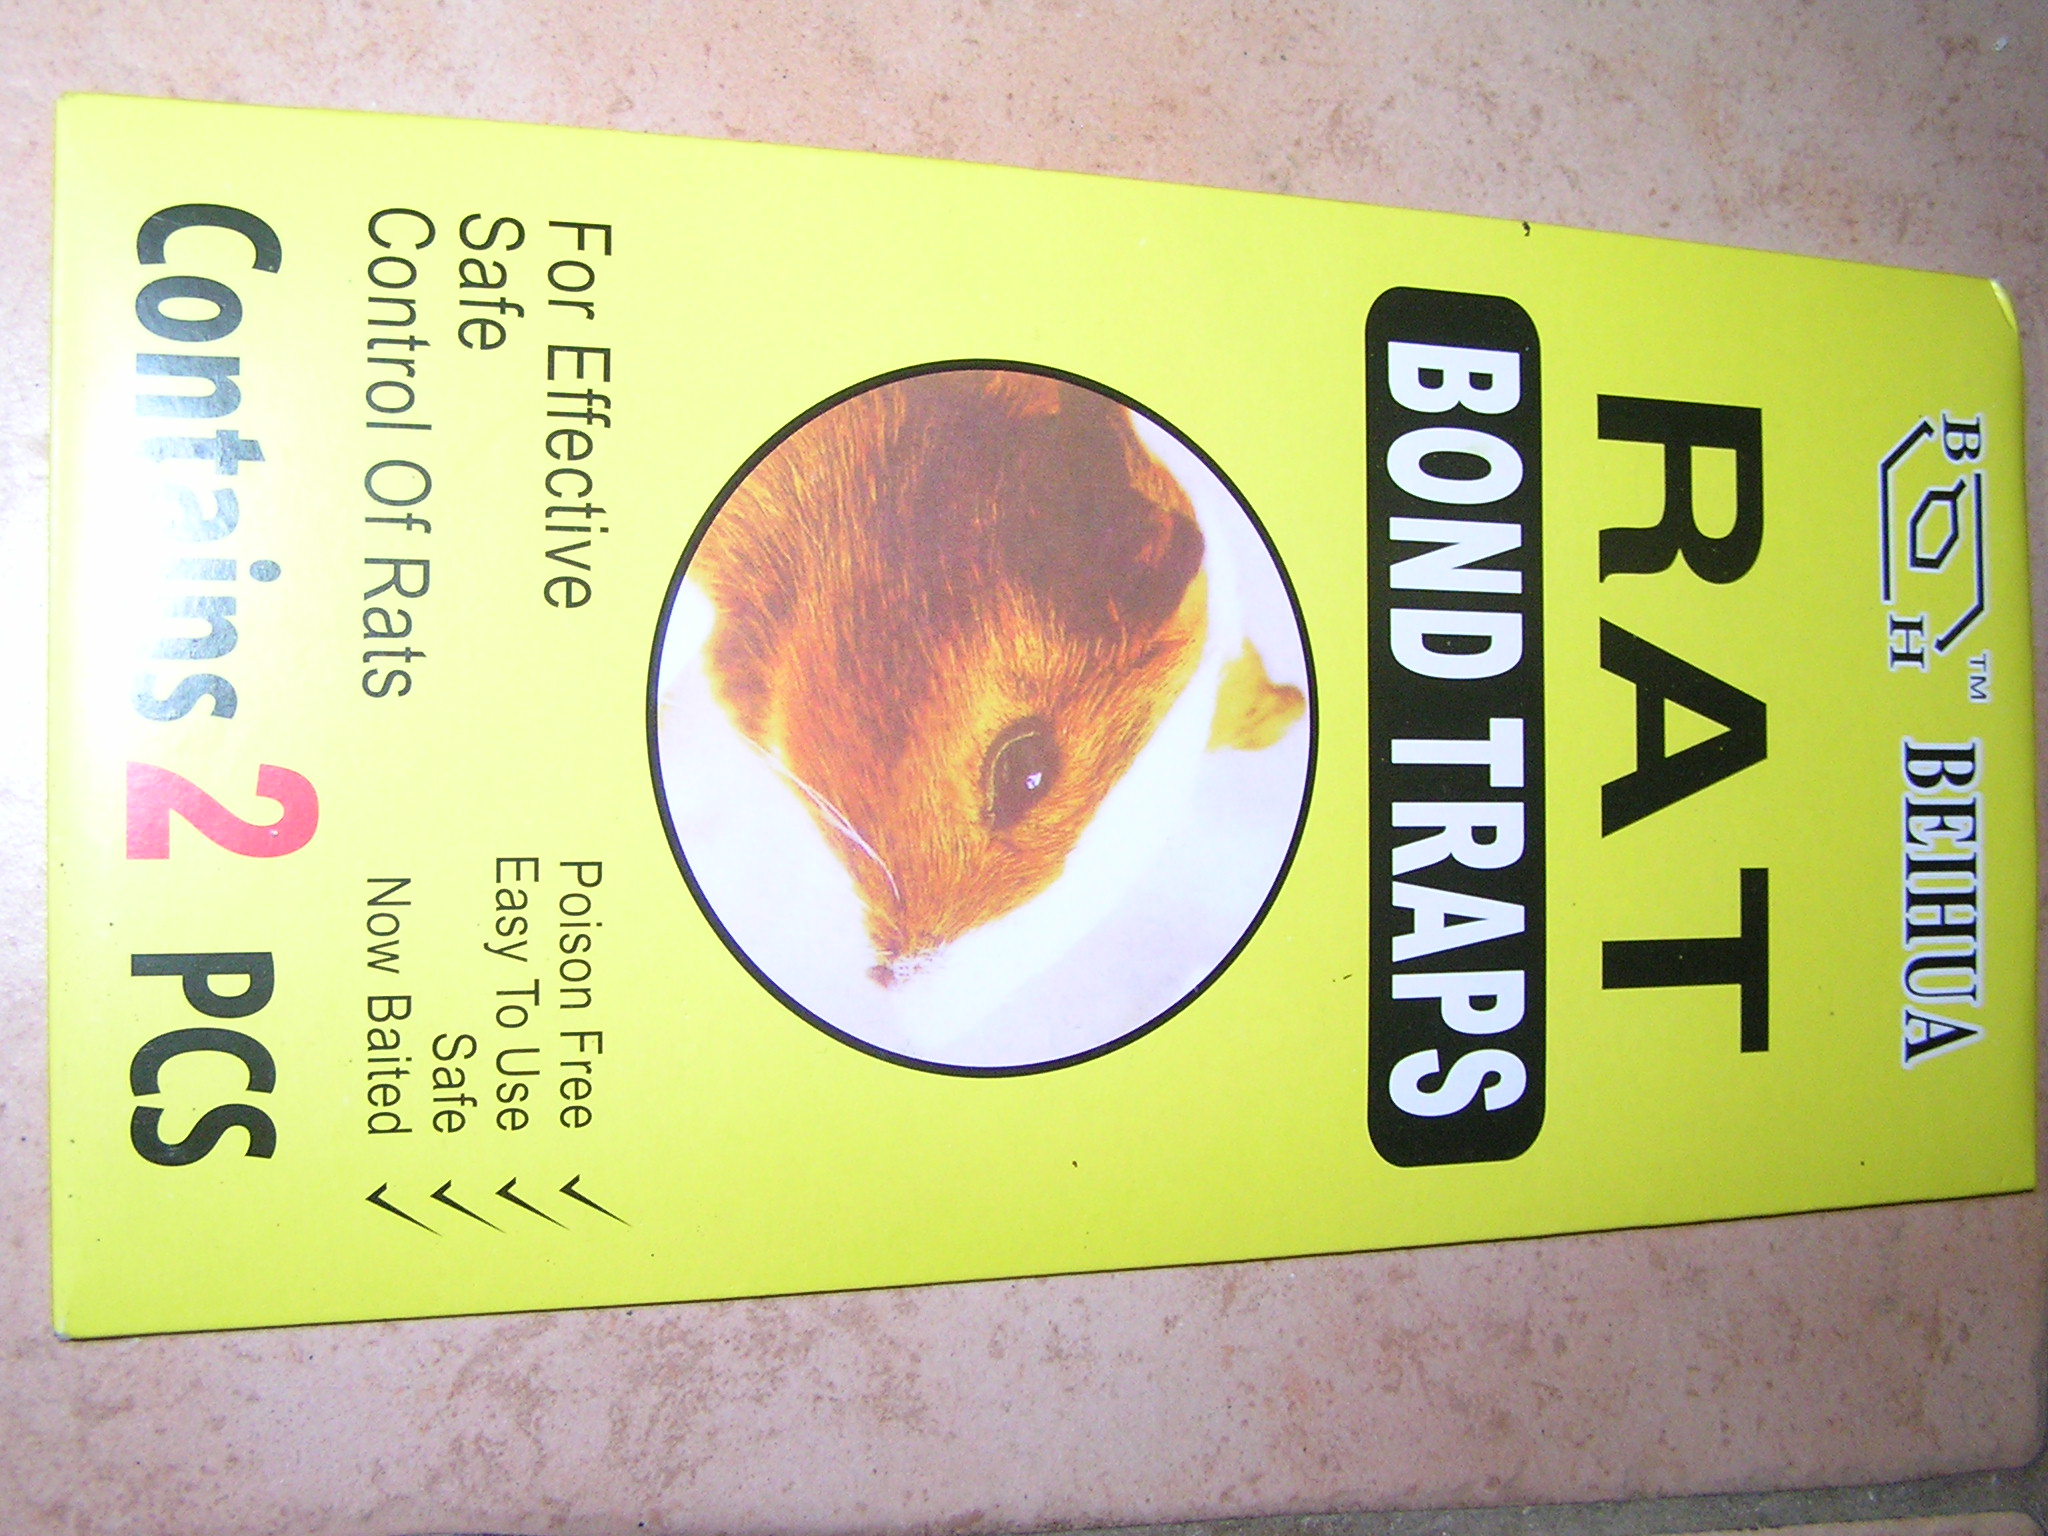 B H ™ BEIHUA
RAT
BOND TRAPS
For Effective
Safe
Control Of Rats
Poison Free ✓
Easy To Use ✓
Safe ✓
Now Baited ✓
Contains 2 PCS